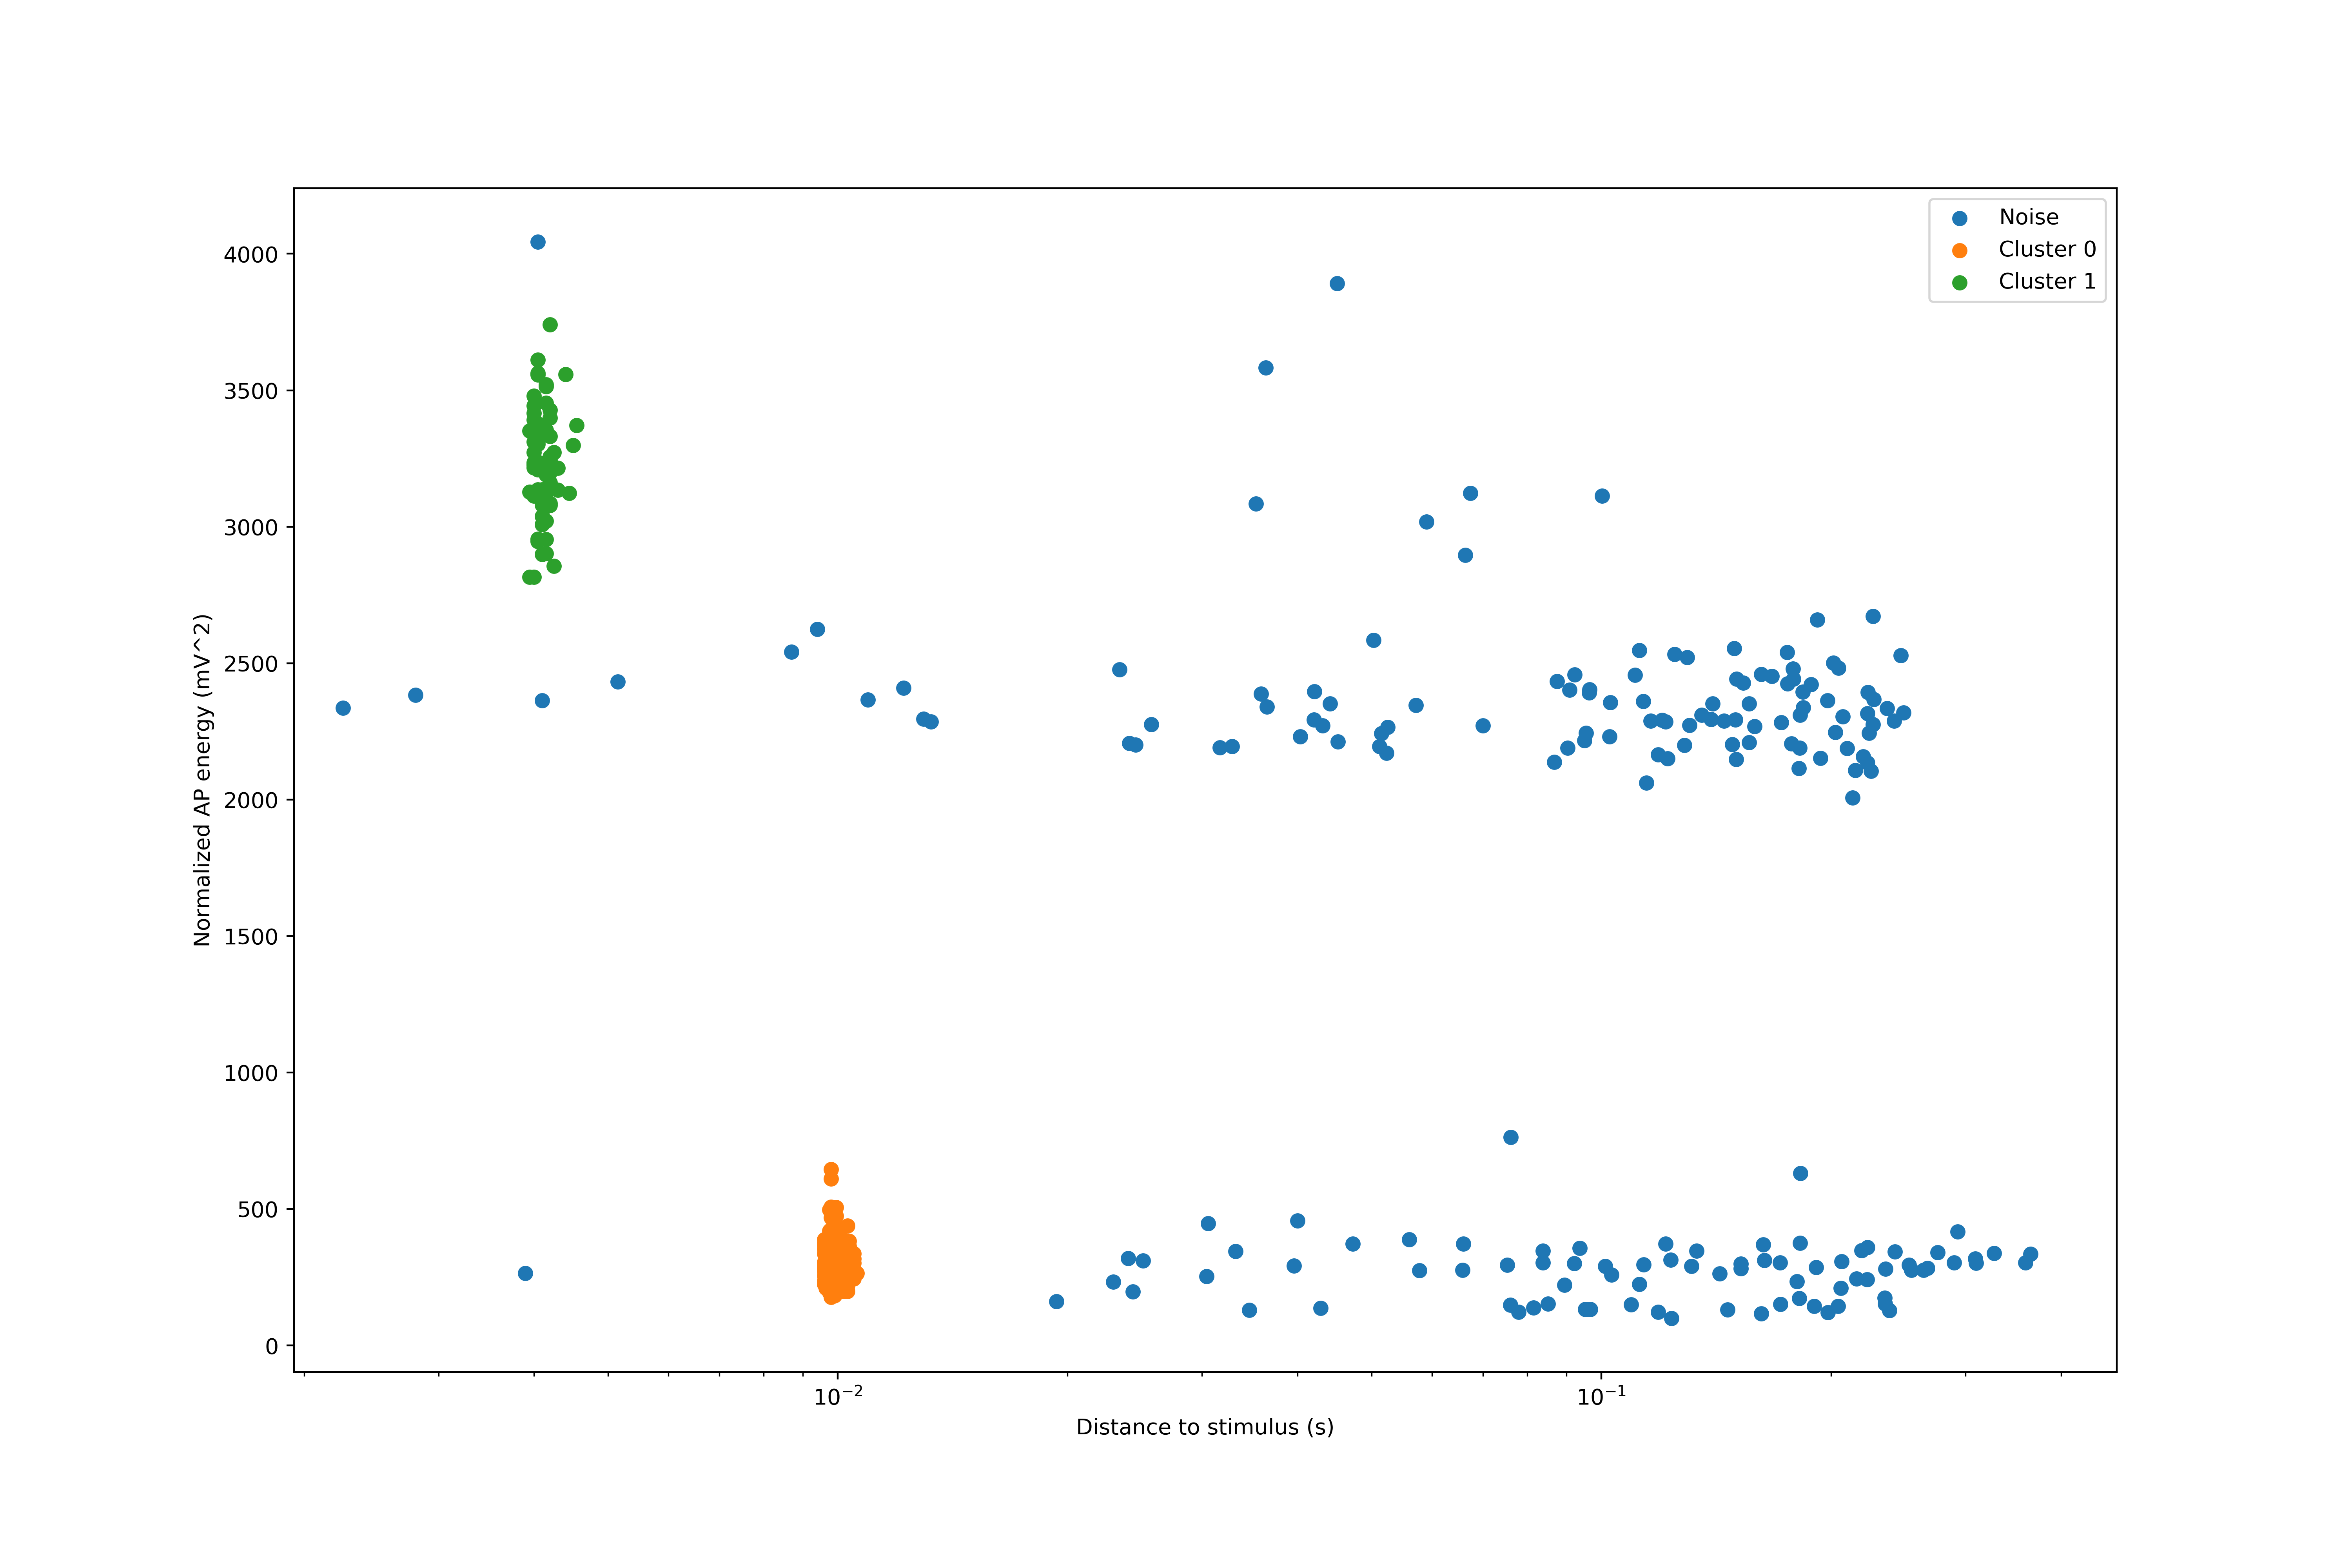 Noise
Cluster 0
Cluster 1
4000
3500
3000
2500
2000
1500
1000
500
0
Normalized AP energy (mV^2)
10⁻²
10⁻¹
Distance to stimulus (s)